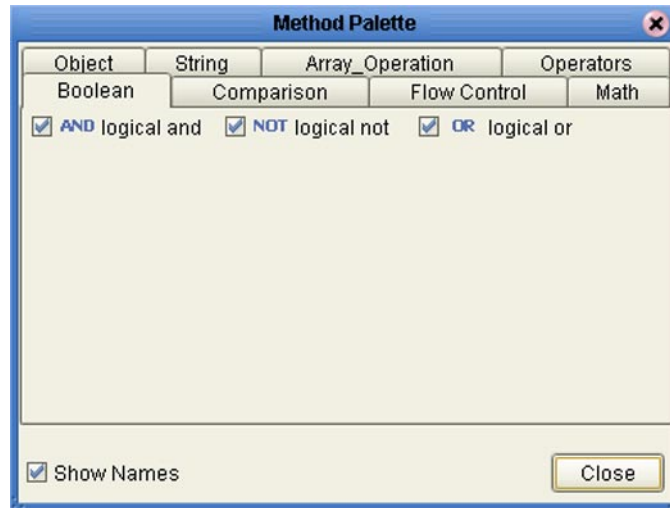 Method Palette
Object String Array_Operation Operators
Boolean Comparison Flow Control Math
AND logical and NOT logical not OR logical or
Show Names Close